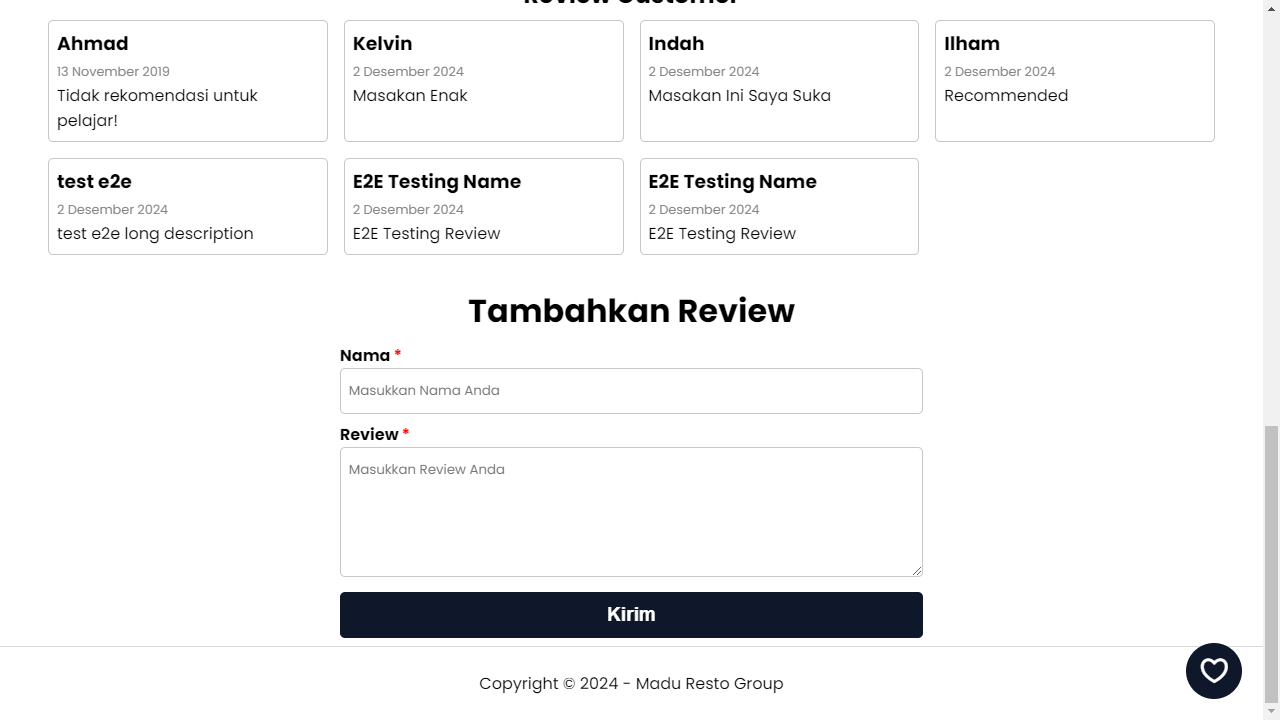 Review Customer
Ahmad
13 November 2019
Tidak rekomendasi untuk
pelajar!
Kelvin
2 Desember 2024
Masakan Enak
Indah
2 Desember 2024
Masakan Ini Saya Suka
Ilham
2 Desember 2024
Recommended
test e2e
2 Desember 2024
test e2e long description
E2E Testing Name
2 Desember 2024
E2E Testing Review
E2E Testing Name
2 Desember 2024
E2E Testing Review
Tambahkan Review
Nama *
Masukkan Nama Anda
Review *
Masukkan Review Anda
Kirim
Copyright © 2024 - Madu Resto Group